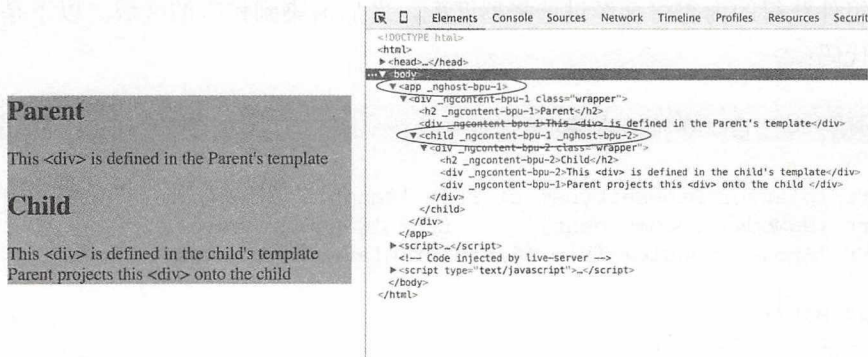 Parent
This <div> is defined in the Parent's template
Child
This <div> is defined in the child's template
Parent projects this <div> onto the child
Elements Console Sources Network Timeline Profiles Resources Securit
<!DOCTYPE html>
<html>
▶<head>…</head>
…▼<body>
▼<app _nghost-bpu-1>
▼<div _ngcontent-bpu-1 class="wrapper">
<h2 _ngcontent-bpu-1>Parent</h2>
<div _ngcontent-bpu-1>This <div> is defined in the Parent's template</div>
▼<child _ngcontent-bpu-1 _nghost-bpu-2>
▼<div _ngcontent-bpu-2 class="wrapper">
<h2 _ngcontent-bpu-2>Child</h2>
<div _ngcontent-bpu-2>This <div> is defined in the child's template</div>
<div _ngcontent-bpu-1>Parent projects this <div> onto the child </div>
</div>
</child>
</div>
</app>
▶<script>…</script>
<!-- Code injected by live-server -->
▶<script type="text/javascript">…</script>
</body>
</html>